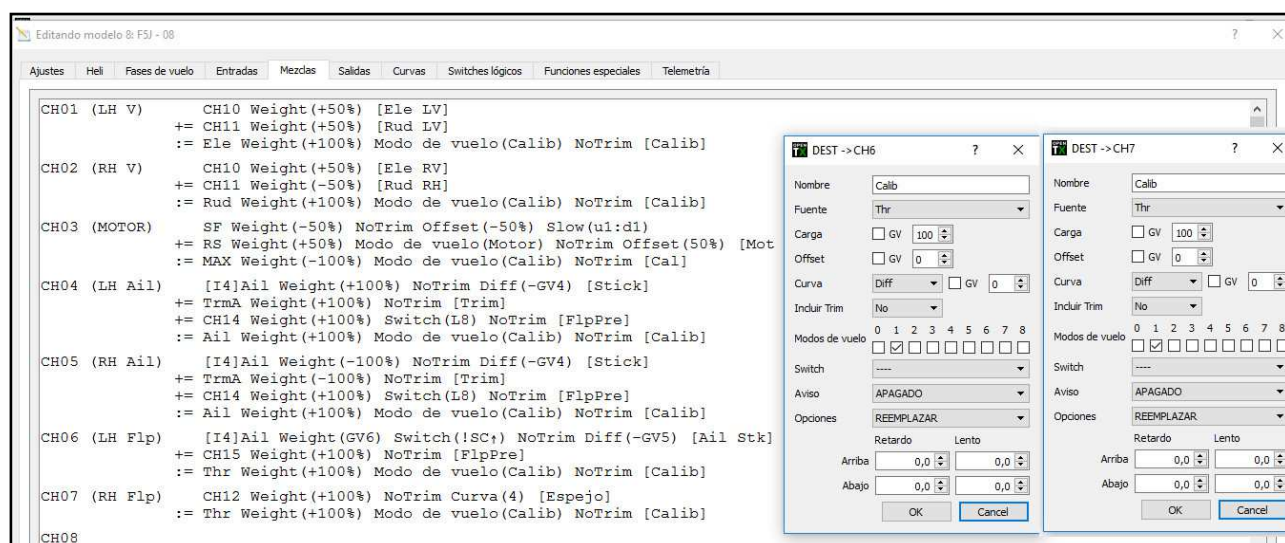 Editando modelo 8: F5J - 08
? ×
Ajustes Heli Fases de vuelo Entradas Mezclas Salidas Curvas Switches lógicos Funciones especiales Telemetría
CH01 (LH V) CH10 Weight(+50%) [Ele LV]
+= CH11 Weight(+50%) [Rud LV]
:= Ele Weight(+100%) Modo de vuelo(Calib) NoTrim [Calib]
CH02 (RH V) CH10 Weight(+50%) [Ele RV]
+= CH11 Weight(-50%) [Rud RH]
:= Rud Weight(+100%) Modo de vuelo(Calib) NoTrim [Calib]
CH03 (MOTOR) SF Weight(-50%) NoTrim Offset(-50%) Slow(u1:d1)
+= RS Weight(+50%) Modo de vuelo(Motor) NoTrim Offset(50%) [Mot
:= MAX Weight(-100%) Modo de vuelo(Calib) NoTrim [Cal]
CH04 (LH Ail) [I4]Ail Weight(+100%) NoTrim Diff(-GV4) [Stick]
+= TrmA Weight(+100%) NoTrim [Trim]
+= CH14 Weight(+100%) Switch(L8) NoTrim [FlpPre]
:= Ail Weight(+100%) Modo de vuelo(Calib) NoTrim [Calib]
CH05 (RH Ail) [I4]Ail Weight(-100%) NoTrim Diff(-GV4) [Stick]
+= TrmA Weight(-100%) NoTrim [Trim]
+= CH14 Weight(+100%) Switch(L8) NoTrim [FlpPre]
:= Ail Weight(+100%) Modo de vuelo(Calib) NoTrim [Calib]
CH06 (LH Flp) [I4]Ail Weight(GV6) Switch(!SC↑) NoTrim Diff(-GV5) [Ail Stk]
+= CH15 Weight(+100%) NoTrim [FlpPre]
:= Thr Weight(+100%) Modo de vuelo(Calib) NoTrim [Calib]
CH07 (RH Flp) CH12 Weight(+100%) NoTrim Curva(4) [Espejo]
:= Thr Weight(+100%) Modo de vuelo(Calib) NoTrim [Calib]
CH08
OPEN TX DEST -> CH6 ? ×
Nombre Calib
Fuente Thr
Carga GV 100
Offset GV 0
Curva Diff GV 0
Incluir Trim No
0 1 2 3 4 5 6 7 8
Modos de vuelo
Switch ----
Aviso APAGADO
Opciones REEMPLAZAR
Retardo Lento
Arriba 0,0 0,0
Abajo 0,0 0,0
OK Cancel
OPEN TX DEST -> CH7 ? ×
Nombre Calib
Fuente Thr
Carga GV 100
Offset GV 0
Curva Diff GV 0
Incluir Trim No
0 1 2 3 4 5 6 7 8
Modos de vuelo
Switch ----
Aviso APAGADO
Opciones REEMPLAZAR
Retardo Lento
Arriba 0,0 0,0
Abajo 0,0 0,0
OK Cancel